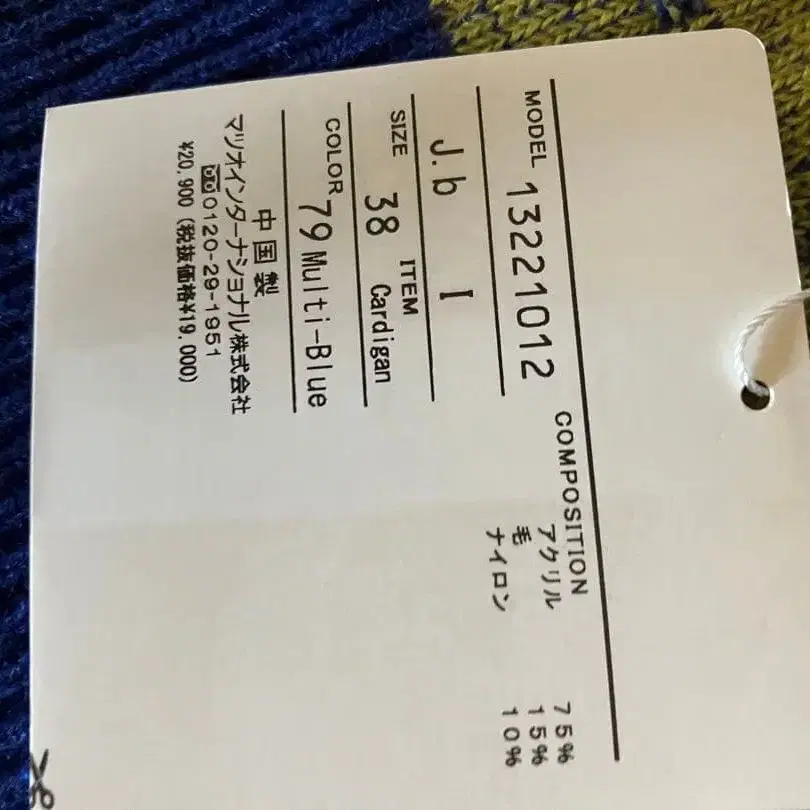 MODEL 13221012
J.b I
SIZE ITEM
38 Cardigan
COLOR
79 Multi-Blue
中国製
マリオインターナショナル株式会社
0120-29-1951
¥20,900(税抜価格¥19,000)
COMPOSITION
アクリル 75%
毛 15%
ナイロン 10%